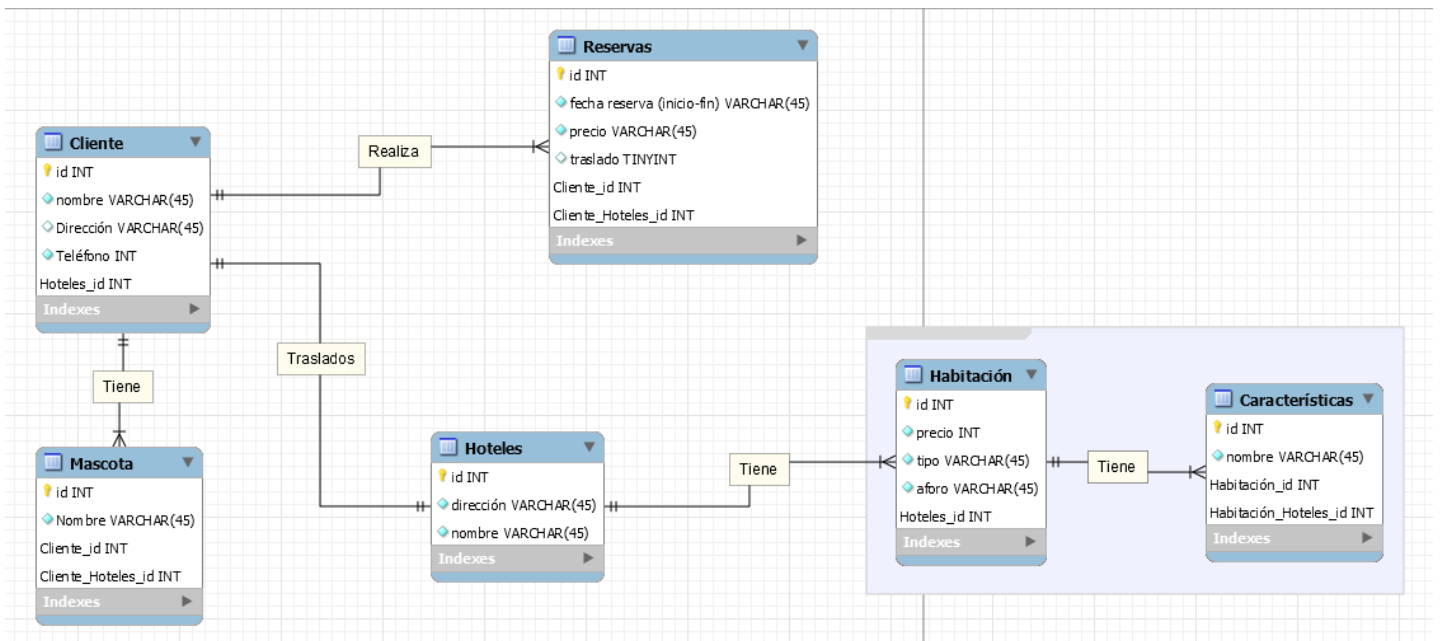 Reservas
id INT
fecha reserva (inicio-fin) VARCHAR(45)
precio VARCHAR(45)
traslado TINYINT
Cliente_id INT
Cliente_Hoteles_id INT
Indexes
Cliente
id INT
nombre VARCHAR(45)
Dirección VARCHAR(45)
Teléfono INT
Hoteles_id INT
Indexes
Realiza
Traslados
Tiene
Mascota
id INT
Nombre VARCHAR(45)
Cliente_id INT
Cliente_Hoteles_id INT
Indexes
Hoteles
id INT
dirección VARCHAR(45)
nombre VARCHAR(45)
Indexes
Tiene
Habitación
id INT
precio INT
tipo VARCHAR(45)
aforo VARCHAR(45)
Hoteles_id INT
Indexes
Tiene
Características
id INT
nombre VARCHAR(45)
Habitación_id INT
Habitación_Hoteles_id INT
Indexes